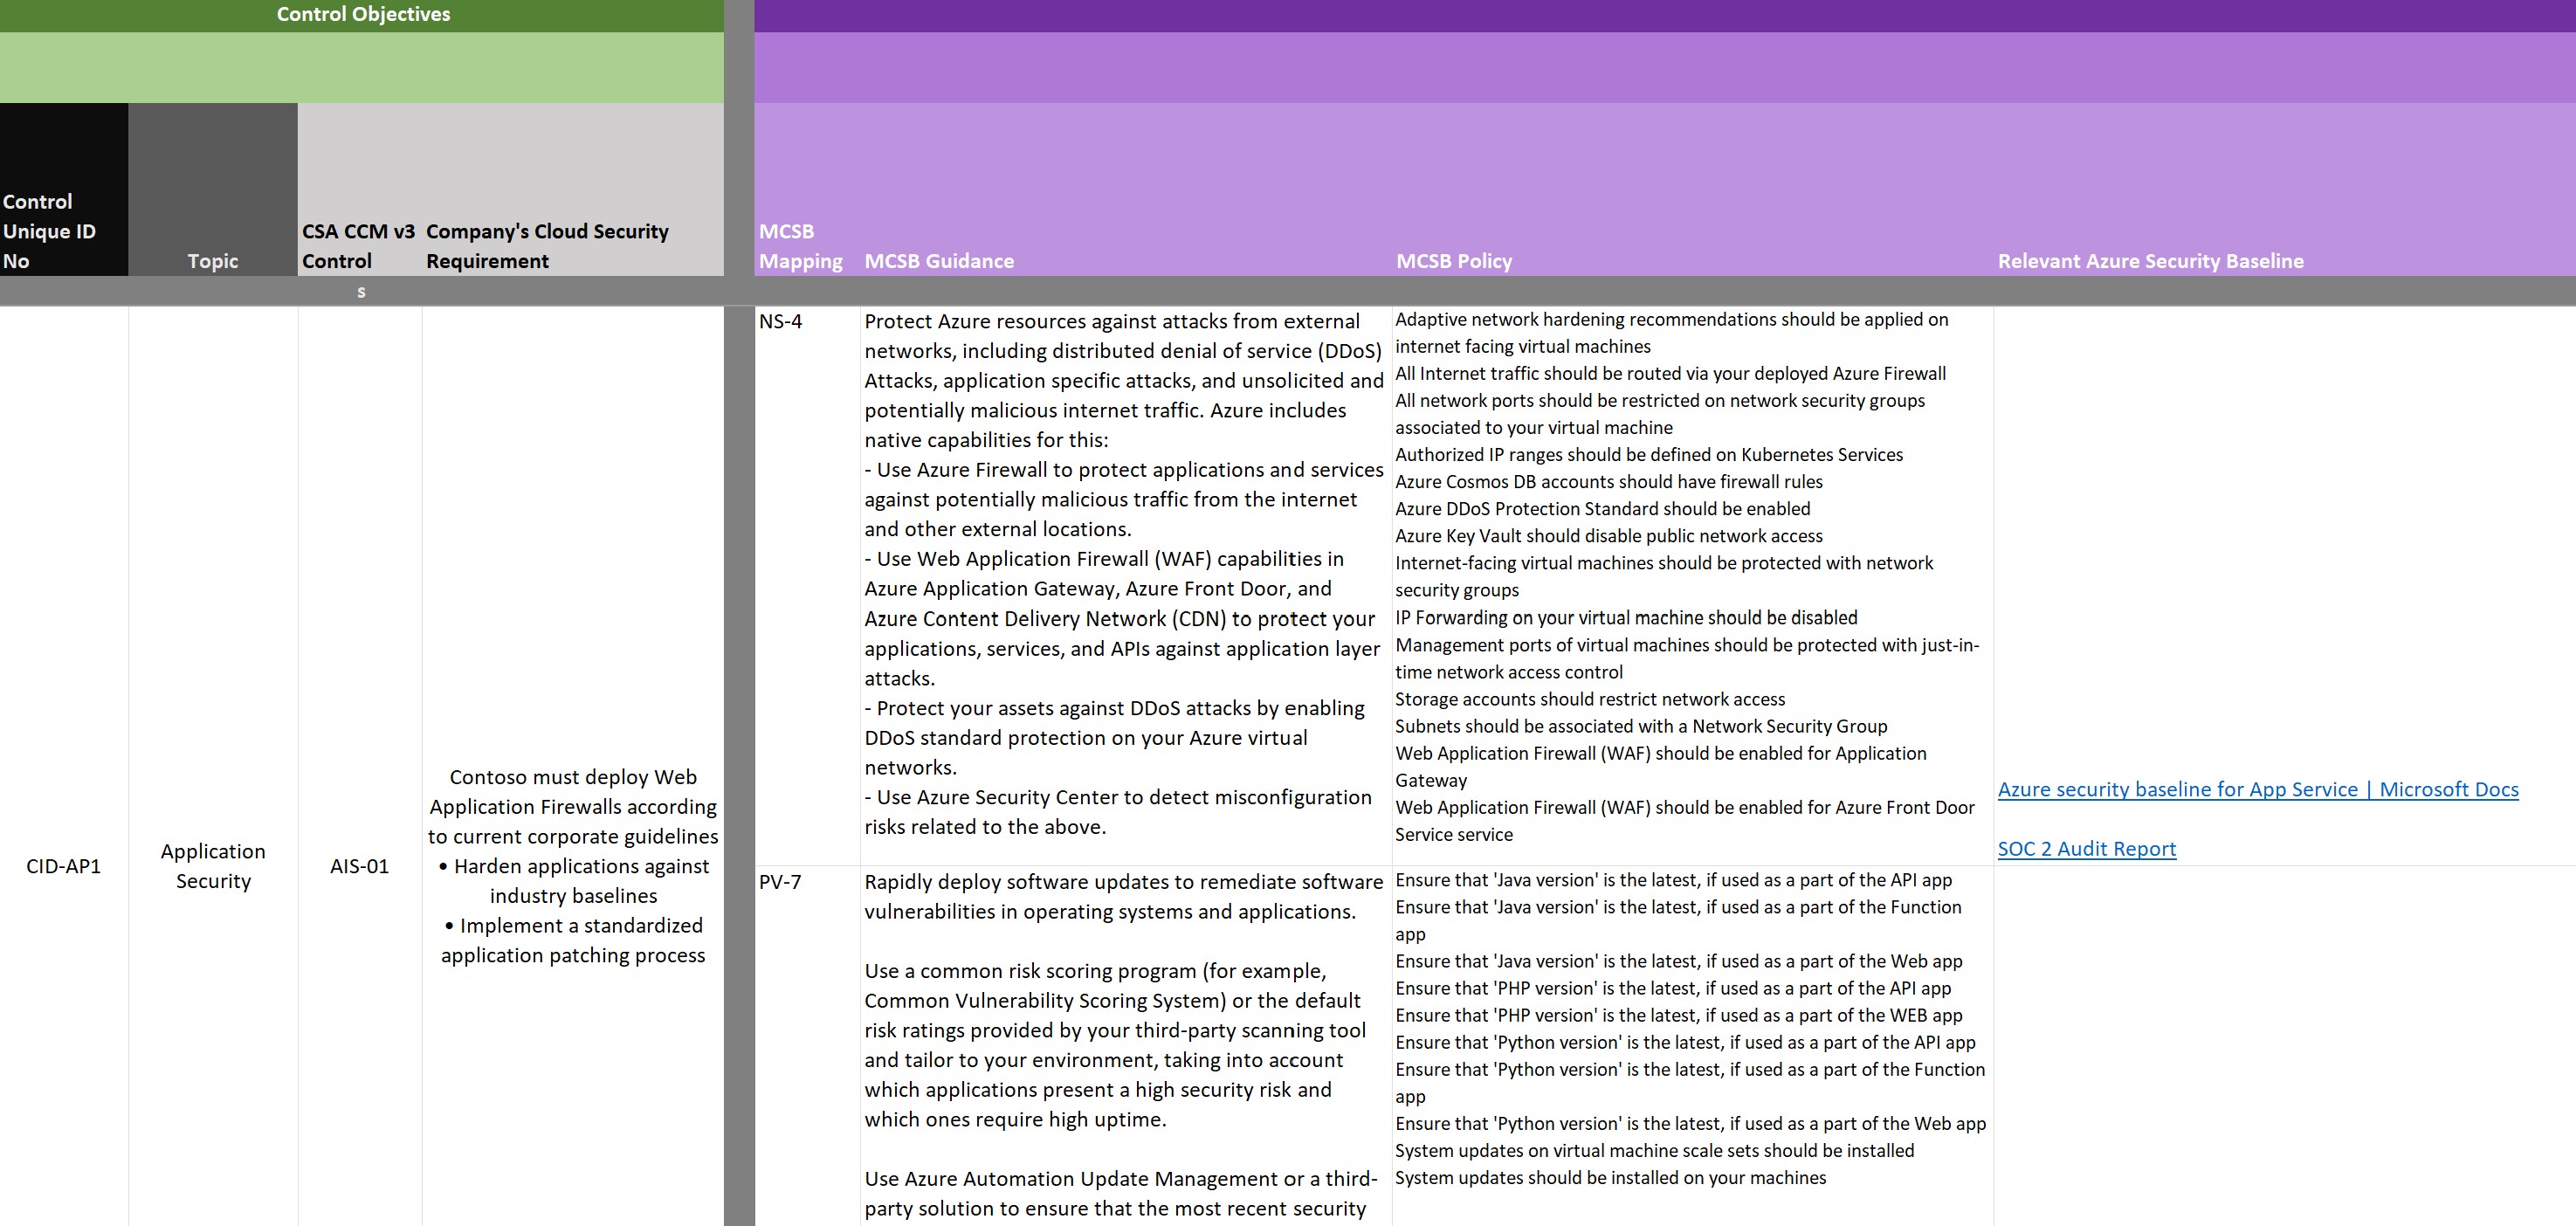 Control Objectives
Control
Unique ID
No
Topic
CSA CCM v3
Control
Company's Cloud Security
Requirement
MCSB
Mapping
MCSB Guidance
MCSB Policy
Relevant Azure Security Baseline
s
CID-AP1
Application
Security
AIS-01
Contoso must deploy Web
Application Firewalls according
to current corporate guidelines
• Harden applications against
industry baselines
• Implement a standardized
application patching process
NS-4
Protect Azure resources against attacks from external
networks, including distributed denial of service (DDoS)
Attacks, application specific attacks, and unsolicited and
potentially malicious internet traffic. Azure includes
native capabilities for this:
- Use Azure Firewall to protect applications and services
against potentially malicious traffic from the internet
and other external locations.
- Use Web Application Firewall (WAF) capabilities in
Azure Application Gateway, Azure Front Door, and
Azure Content Delivery Network (CDN) to protect your
applications, services, and APIs against application layer
attacks.
- Protect your assets against DDoS attacks by enabling
DDoS standard protection on your Azure virtual
networks.
- Use Azure Security Center to detect misconfiguration
risks related to the above.
Adaptive network hardening recommendations should be applied on
internet facing virtual machines
All Internet traffic should be routed via your deployed Azure Firewall
All network ports should be restricted on network security groups
associated to your virtual machine
Authorized IP ranges should be defined on Kubernetes Services
Azure Cosmos DB accounts should have firewall rules
Azure DDoS Protection Standard should be enabled
Azure Key Vault should disable public network access
Internet-facing virtual machines should be protected with network
security groups
IP Forwarding on your virtual machine should be disabled
Management ports of virtual machines should be protected with just-in-
time network access control
Storage accounts should restrict network access
Subnets should be associated with a Network Security Group
Web Application Firewall (WAF) should be enabled for Application
Gateway
Web Application Firewall (WAF) should be enabled for Azure Front Door
Service service
Azure security baseline for App Service | Microsoft Docs
SOC 2 Audit Report
PV-7
Rapidly deploy software updates to remediate software
vulnerabilities in operating systems and applications.
Use a common risk scoring program (for example,
Common Vulnerability Scoring System) or the default
risk ratings provided by your third-party scanning tool
and tailor to your environment, taking into account
which applications present a high security risk and
which ones require high uptime.
Use Azure Automation Update Management or a third-
party solution to ensure that the most recent security
Ensure that 'Java version' is the latest, if used as a part of the API app
Ensure that 'Java version' is the latest, if used as a part of the Function
app
Ensure that 'Java version' is the latest, if used as a part of the Web app
Ensure that 'PHP version' is the latest, if used as a part of the API app
Ensure that 'PHP version' is the latest, if used as a part of the WEB app
Ensure that 'Python version' is the latest, if used as a part of the API app
Ensure that 'Python version' is the latest, if used as a part of the Function
app
Ensure that 'Python version' is the latest, if used as a part of the Web app
System updates on virtual machine scale sets should be installed
System updates should be installed on your machines